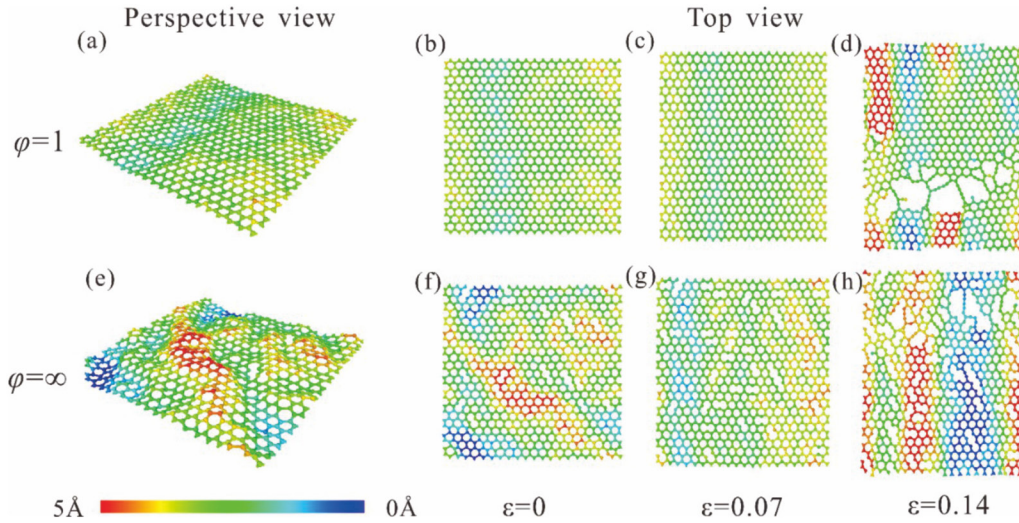 Perspective view
Top view
(a)
(b)
(c)
(d)
φ=1
(e)
(f)
(g)
(h)
φ=∞
5Å
0Å
ε=0
ε=0.07
ε=0.14